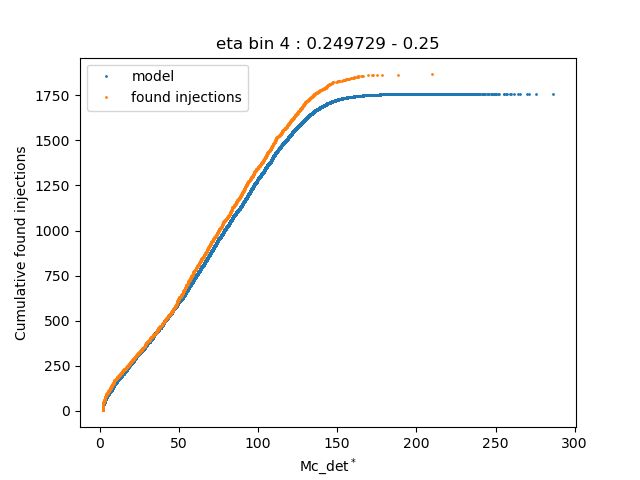 eta bin 4 : 0.249729 - 0.25
model
found injections
Cumulative found injections
1750
1500
1250
1000
750
500
250
0
0 50 100 150 200 250 300
Mc_det*